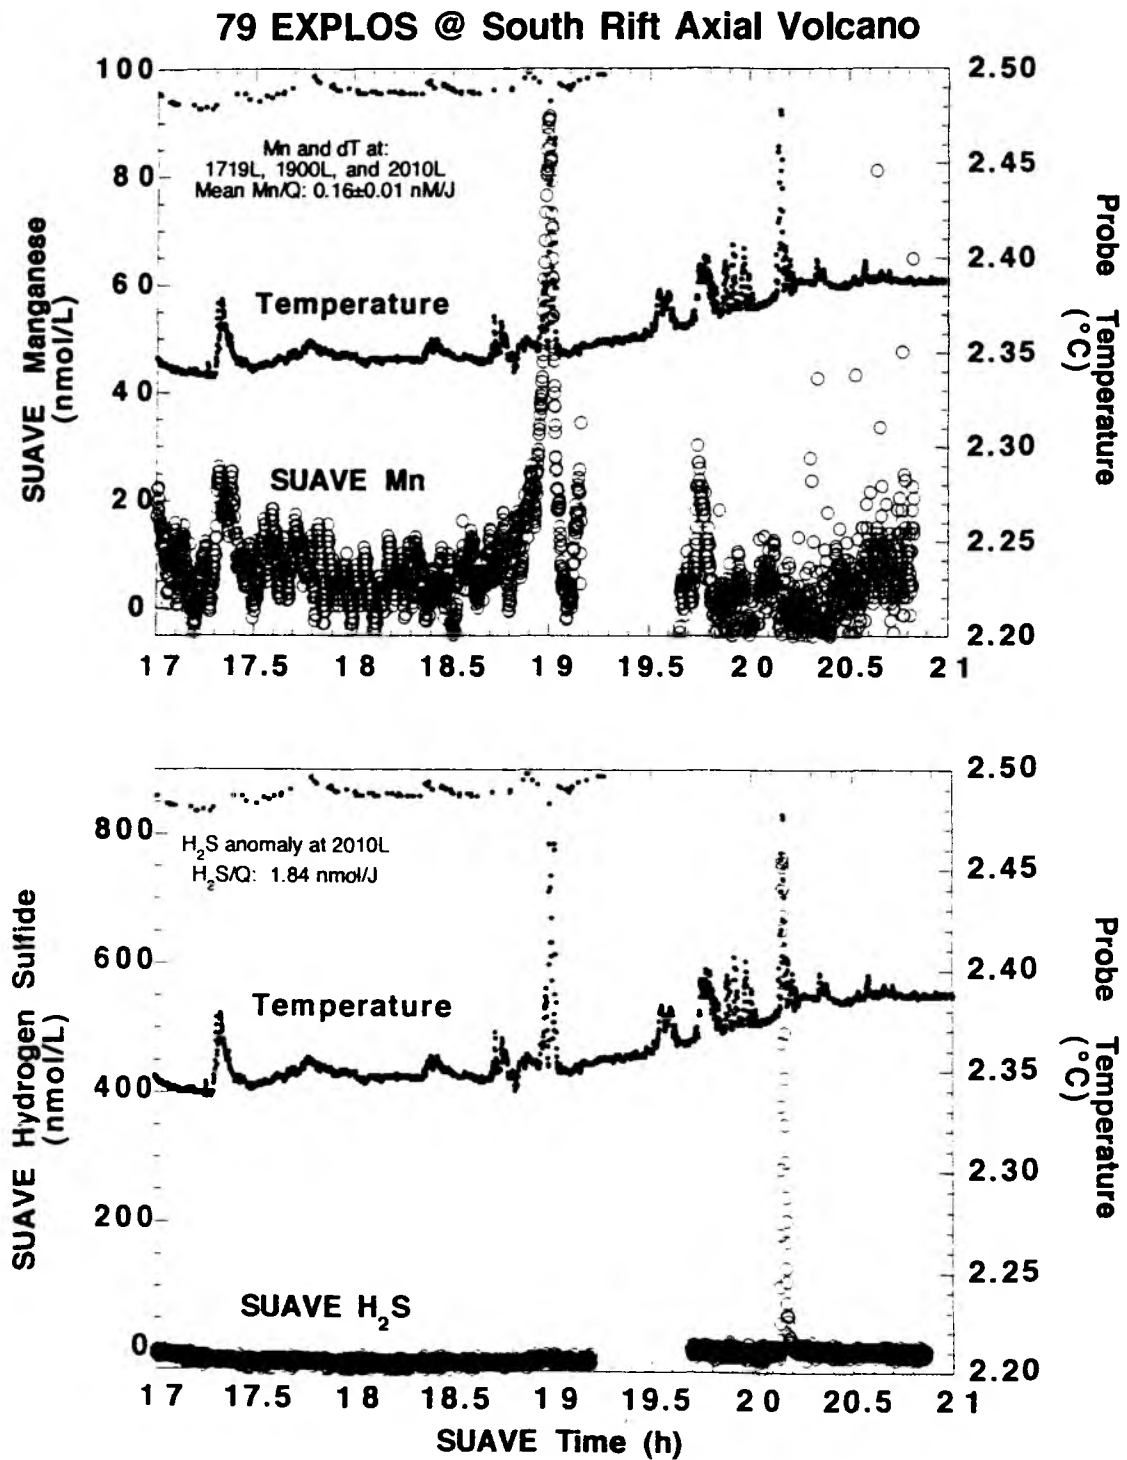 79 EXPLOS @ South Rift Axial Volcano
100
80
60
40
20
0
SUAVE Manganese
(nmol/L)
Mn and dT at:
1719L, 1900L, and 2010L
Mean Mn/Q: 0.16±0.01 nM/J
Temperature
SUAVE Mn
2.50
2.45
2.40
2.35
2.30
2.25
2.20
Probe Temperature
(°C)
17 17.5 18 18.5 19 19.5 20 20.5 21
800
600
400
200
0
SUAVE Hydrogen Sulfide
(nmol/L)
H₂S anomaly at 2010L
H₂S/Q: 1.84 nmol/J
Temperature
SUAVE H₂S
2.50
2.45
2.40
2.35
2.30
2.25
2.20
Probe Temperature
(°C)
17 17.5 18 18.5 19 19.5 20 20.5 21
SUAVE Time (h)